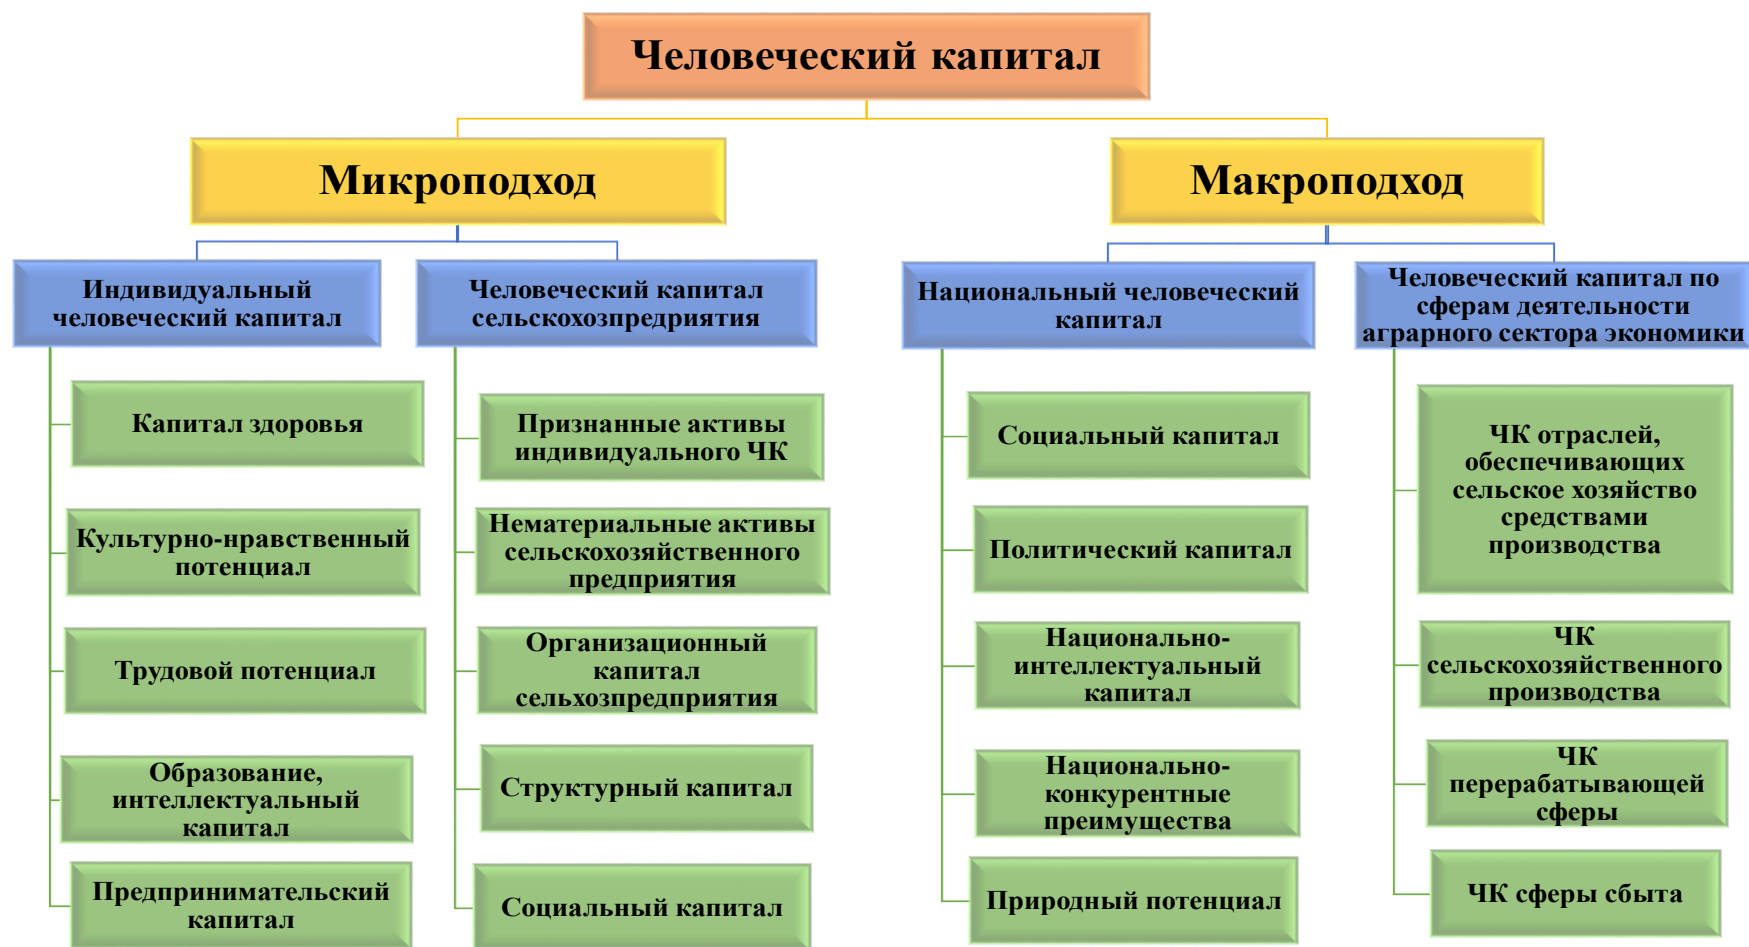 Человеческий капитал
Микроподход
Макроподход
Индивидуальный
человеческий капитал
Человеческий капитал
сельскохозпредриятия
Национальный человеческий
капитал
Человеческий капитал по
сферам деятельности
аграрного сектора экономики
Капитал здоровья
Культурно-нравственный
потенциал
Трудовой потенциал
Образование,
интеллектуальный
капитал
Предпринимательский
капитал
Признанные активы
индивидуального ЧК
Нематериальные активы
сельскохозяйственного
предприятия
Организационный
капитал
сельхозпредприятия
Структурный капитал
Социальный капитал
Социальный капитал
Политический капитал
Национально-
интеллектуальный
капитал
Национально-
конкурентные
преимущества
Природный потенциал
ЧК отраслей,
обеспечивающих
сельское хозяйство
средствами
производства
ЧК
сельскохозяйственного
производства
ЧК
перерабатывающей
сферы
ЧК сферы сбыта